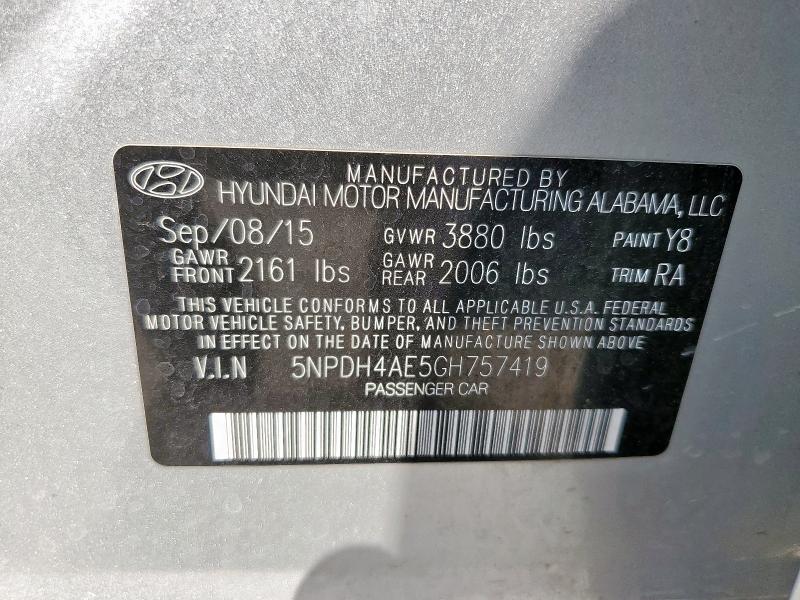 MANUFACTURED BY
HYUNDAI MOTOR MANUFACTURING ALABAMA, LLC
Sep/08/15 GVWR 3880 lbs PAINT Y8
GAWR FRONT 2161 lbs GAWR REAR 2006 lbs TRIM RA
THIS VEHICLE CONFORMS TO ALL APPLICABLE U.S.A. FEDERAL
MOTOR VEHICLE SAFETY, BUMPER, AND THEFT PREVENTION STANDARDS
IN EFFECT ON THE DATE OF MANUFACTURE SHOWN ABOVE
V.I.N 5NPDH4AE5GH757419
PASSENGER CAR